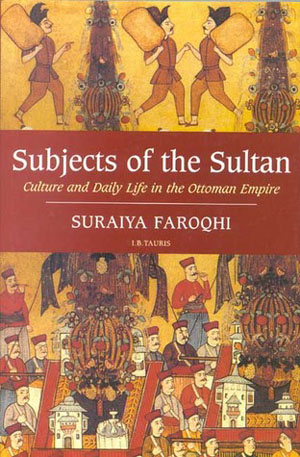 Subjects of the Sultan
Culture and Daily Life in the Ottoman Empire
SURAIYA FAROQHI
I.B.TAURIS